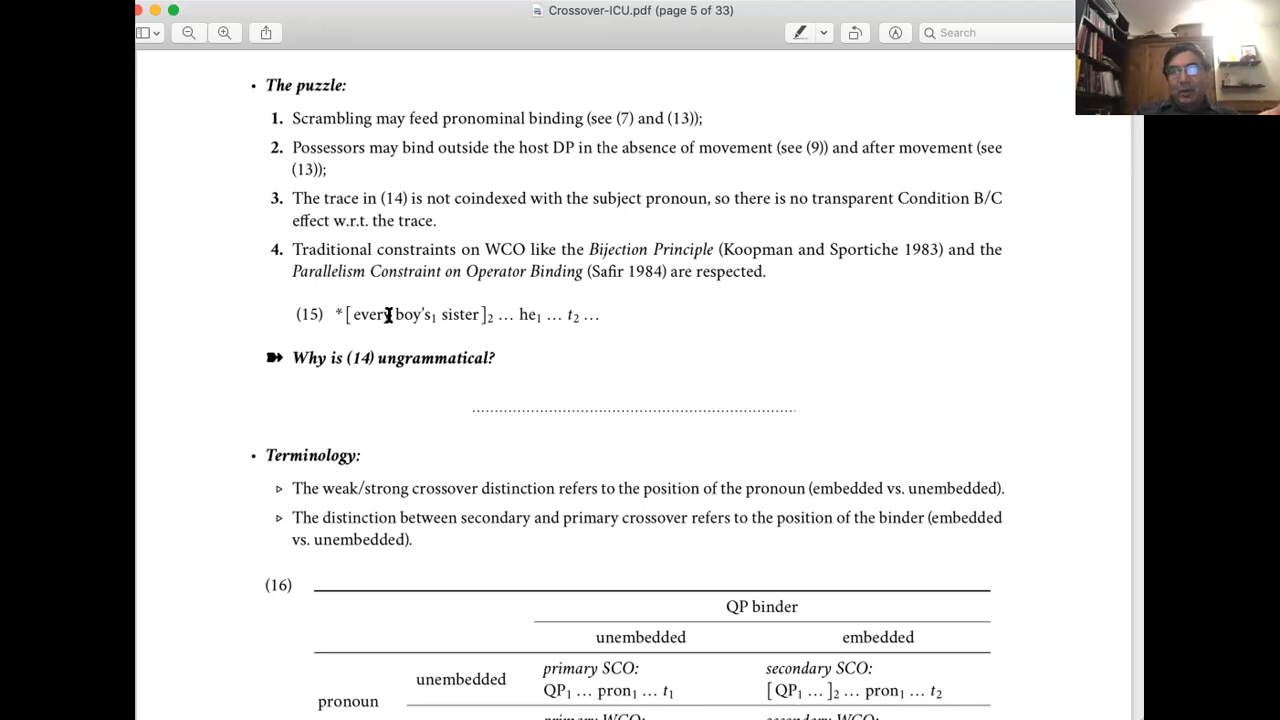 Crossover-ICU.pdf (page 5 of 33)
Search
• The puzzle:
1. Scrambling may feed pronominal binding (see (7) and (13));
2. Possessors may bind outside the host DP in the absence of movement (see (9)) and after movement (see
(13));
3. The trace in (14) is not coindexed with the subject pronoun, so there is no transparent Condition B/C
effect w.r.t. the trace.
4. Traditional constraints on WCO like the Bijection Principle (Koopman and Sportiche 1983) and the
Parallelism Constraint on Operator Binding (Safir 1984) are respected.
(15) *[ every boy's₁ sister ]₂ … he₁ … t₂ …
➽ Why is (14) ungrammatical?
• Terminology:
▹ The weak/strong crossover distinction refers to the position of the pronoun (embedded vs. unembedded).
▹ The distinction between secondary and primary crossover refers to the position of the binder (embedded
vs. unembedded).
(16)
QP binder
unembedded embedded
primary SCO: secondary SCO:
unembedded
QP₁ … pron₁ … t₁ [ QP₁ … ]₂ … pron₁ … t₂
pronoun
primary WCO: secondary WCO: